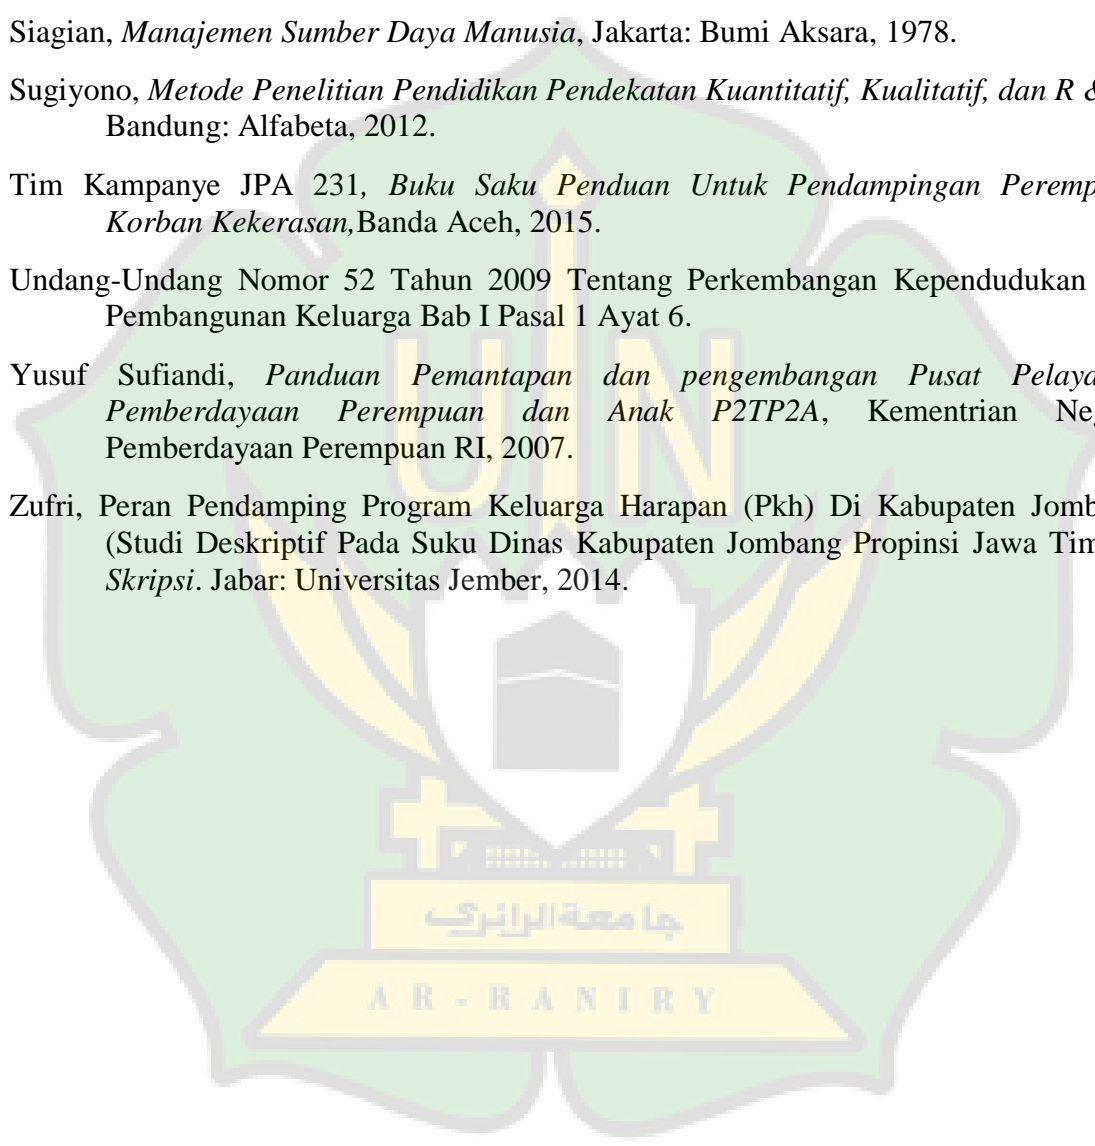 Siagian, Manajemen Sumber Daya Manusia, Jakarta: Bumi Aksara, 1978.
Sugiyono, Metode Penelitian Pendidikan Pendekatan Kuantitatif, Kualitatif, dan R &
Bandung: Alfabeta, 2012.
Tim Kampanye JPA 231, Buku Saku Penduan Untuk Pendampingan Peremp
Korban Kekerasan,Banda Aceh, 2015.
Undang-Undang Nomor 52 Tahun 2009 Tentang Perkembangan Kependudukan
Pembangunan Keluarga Bab I Pasal 1 Ayat 6.
Yusuf Sufiandi, Panduan Pemantapan dan pengembangan Pusat Pelaya
Pemberdayaan Perempuan dan Anak P2TP2A, Kementrian Neg
Pemberdayaan Perempuan RI, 2007.
Zufri, Peran Pendamping Program Keluarga Harapan (Pkh) Di Kabupaten Jomb
(Studi Deskriptif Pada Suku Dinas Kabupaten Jombang Propinsi Jawa Tim
Skripsi. Jabar: Universitas Jember, 2014.
UIN
جامعة الرانري
AR-RANIRY